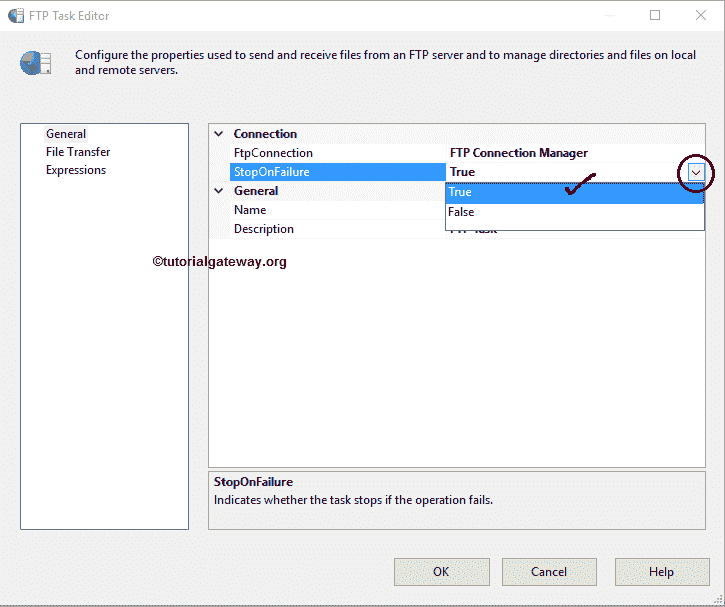 FTP Task Editor
Configure the properties used to send and receive files from an FTP server and to manage directories and files on local
and remote servers.
General
File Transfer
Expressions
Connection
FtpConnection FTP Connection Manager
StopOnFailure True
True
False
General
Name
Description
©tutorialgateway.org
StopOnFailure
Indicates whether the task stops if the operation fails.
OK Cancel Help